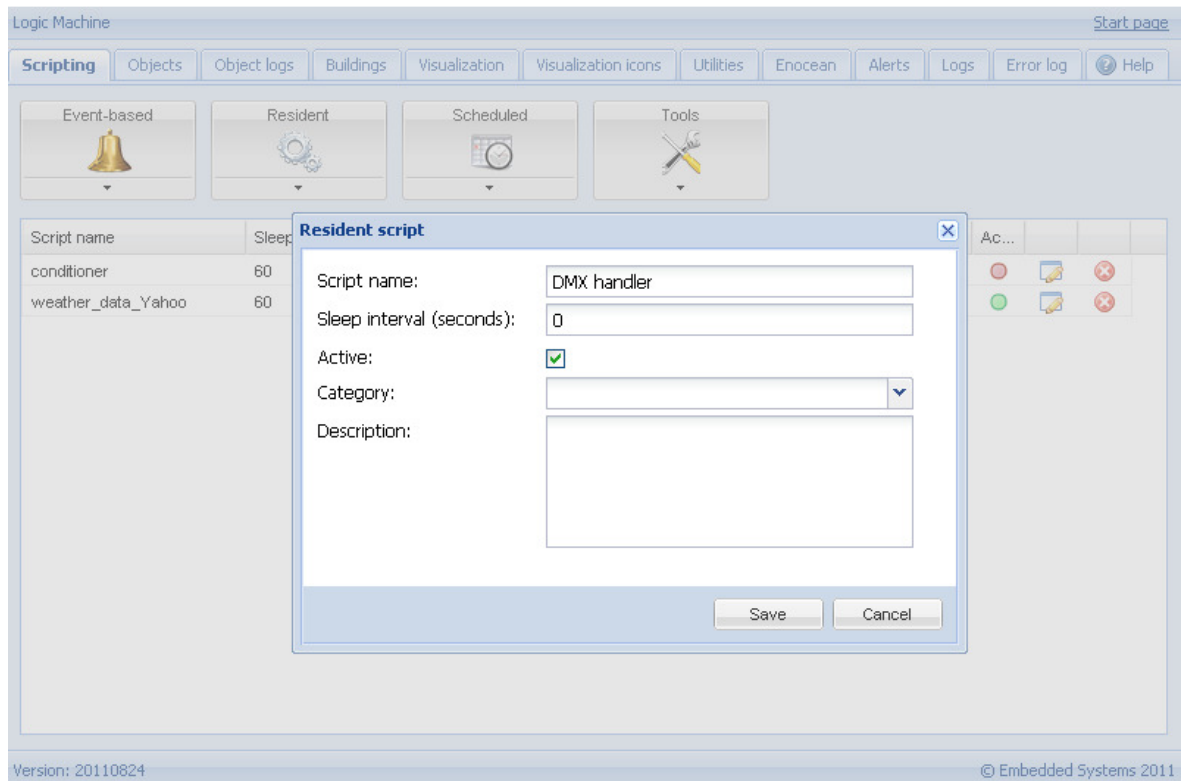 Logic Machine Start page
Scripting Objects Object logs Buildings Visualization Visualization icons Utilities Enocean Alerts Logs Error log Help
Event-based Resident Scheduled Tools
Script name Sleep Ac...
conditioner 60
weather_data_Yahoo 60
Resident script
Script name: DMX handler
Sleep interval (seconds): 0
Active:
Category:
Description:
Save Cancel
Version: 20110824 © Embedded Systems 2011